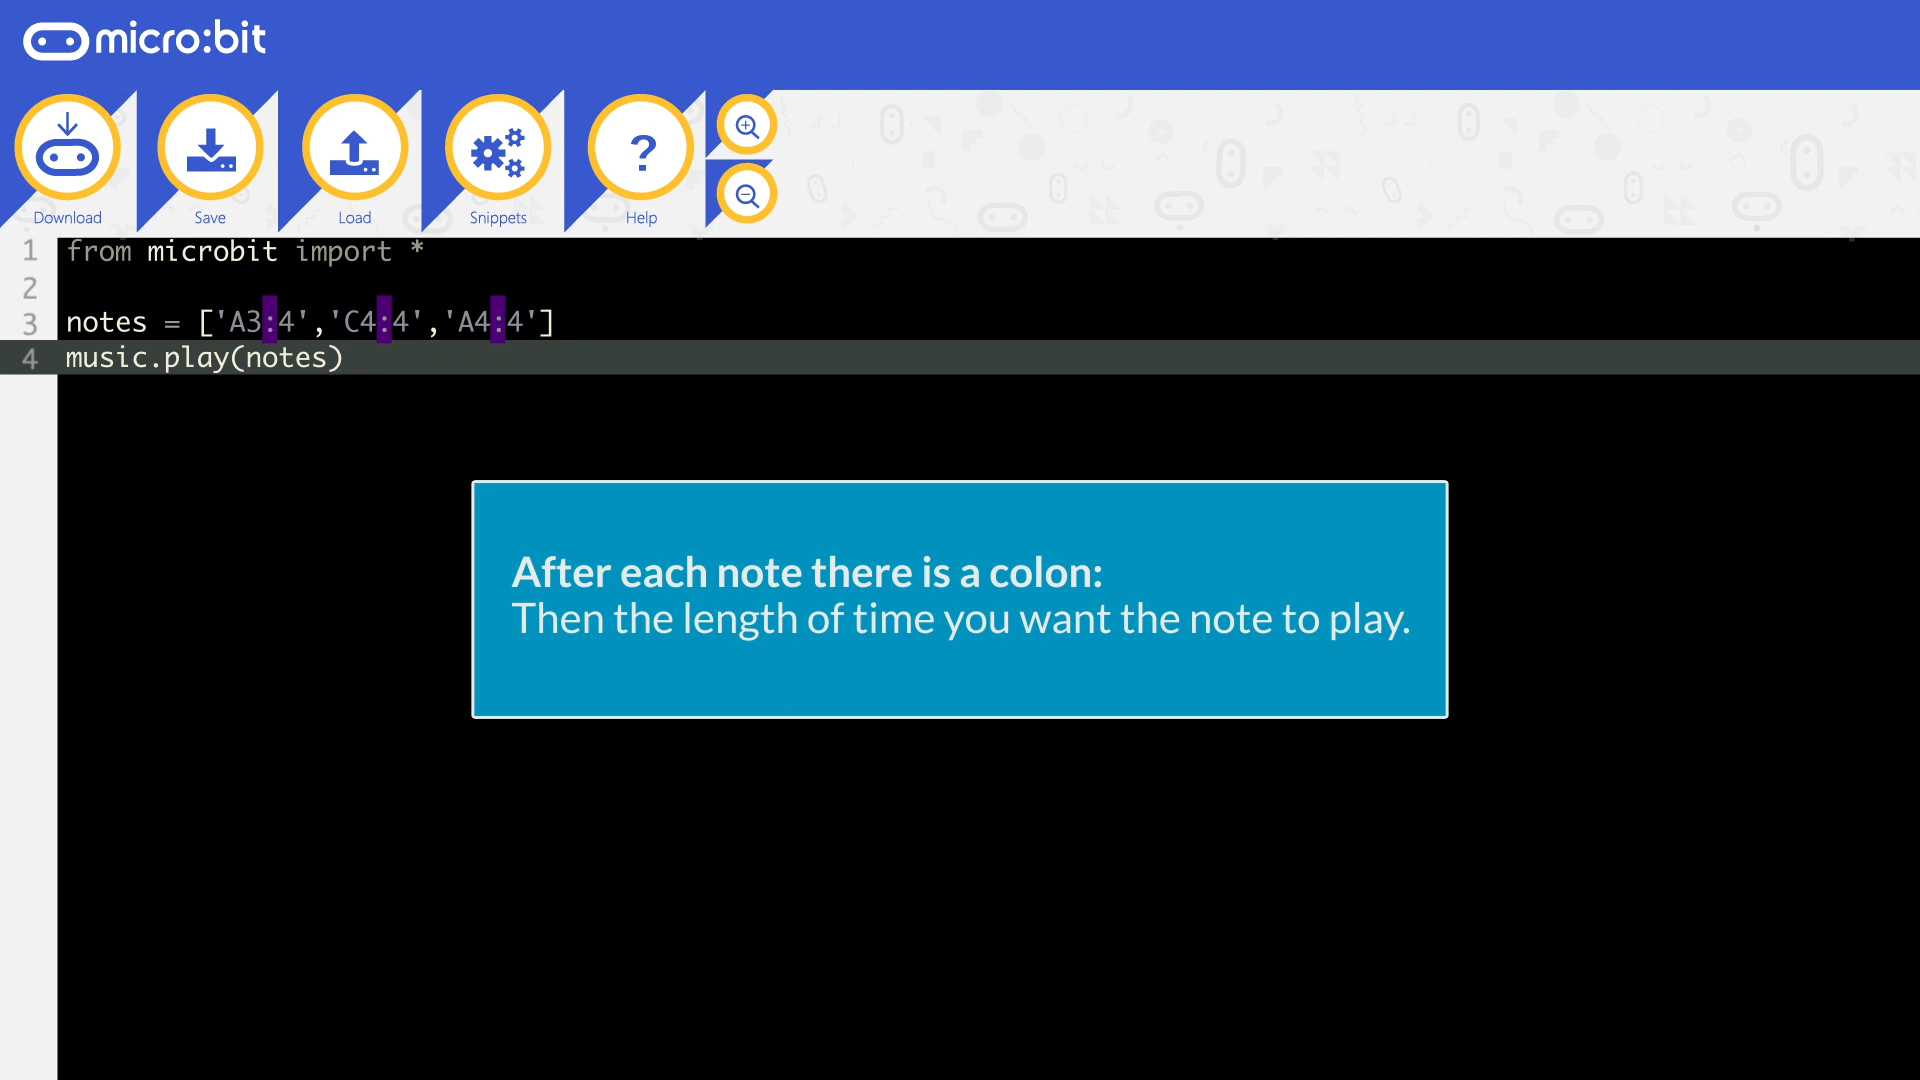 micro:bit
Download Save Load Snippets ? Help
1 from microbit import *
2
3 notes = ['A3:4','C4:4','A4:4']
4 music.play(notes)
After each note there is a colon:
Then the length of time you want the note to play.